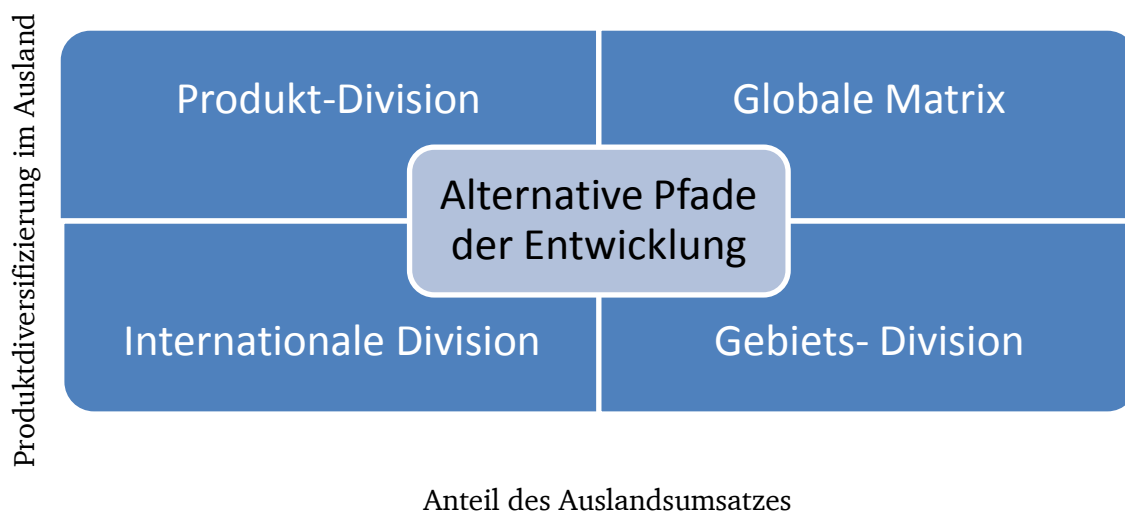 Produktdiversifizierung im Ausland
Produkt-Division
Globale Matrix
Alternative Pfade
der Entwicklung
Internationale Division
Gebiets- Division
Anteil des Auslandsumsatzes